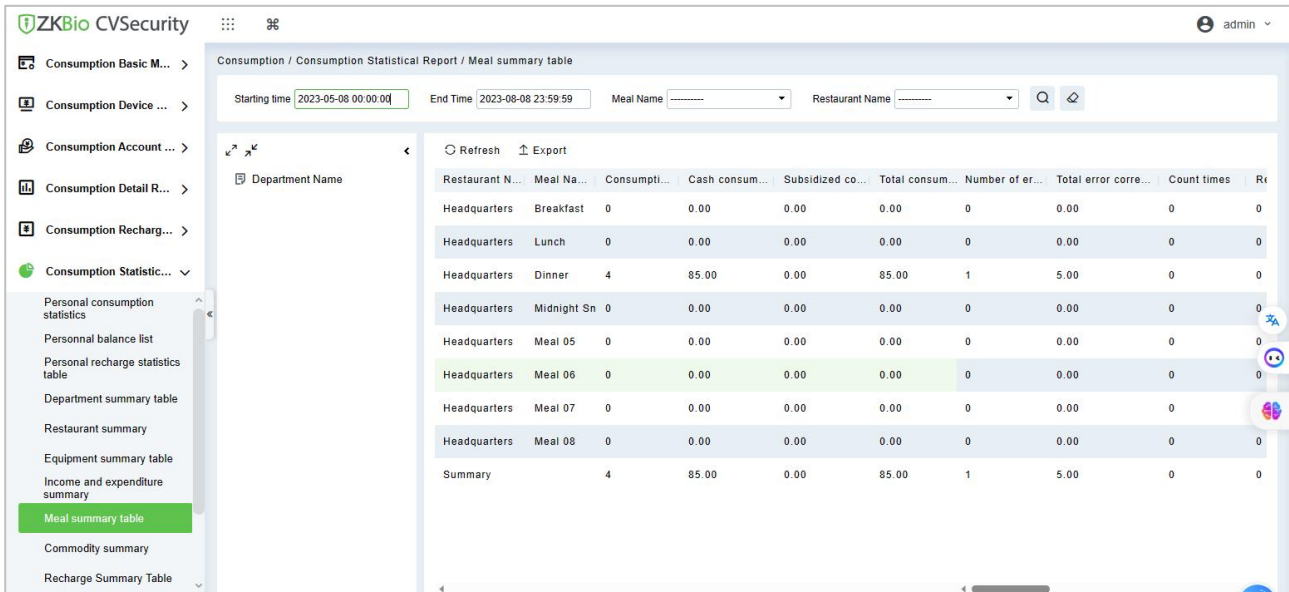 ZKBio CVSecurity
admin
Consumption Basic M...
Consumption Device ...
Consumption Account ...
Consumption Detail R...
Consumption Recharg...
Consumption Statistic...
Personal consumption
statistics
Personnal balance list
Personal recharge statistics
table
Department summary table
Restaurant summary
Equipment summary table
Income and expenditure
summary
Meal summary table
Commodity summary
Recharge Summary Table
Consumption / Consumption Statistical Report / Meal summary table
Starting time 2023-05-08 00:00:00 End Time 2023-08-08 23:59:59 Meal Name ---------- Restaurant Name ----------
Department Name
Refresh Export
Restaurant N... Meal Na... Consumpti... Cash consum... Subsidized co... Total consum... Number of er... Total error corre... Count times Re
Headquarters Breakfast 0 0.00 0.00 0.00 0 0.00 0 0
Headquarters Lunch 0 0.00 0.00 0.00 0 0.00 0 0
Headquarters Dinner 4 85.00 0.00 85.00 1 5.00 0 0
Headquarters Midnight Sn 0 0.00 0.00 0.00 0 0.00 0 0
Headquarters Meal 05 0 0.00 0.00 0.00 0 0.00 0 0
Headquarters Meal 06 0 0.00 0.00 0.00 0 0.00 0 0
Headquarters Meal 07 0 0.00 0.00 0.00 0 0.00 0 0
Headquarters Meal 08 0 0.00 0.00 0.00 0 0.00 0 0
Summary 4 85.00 0.00 85.00 1 5.00 0 0